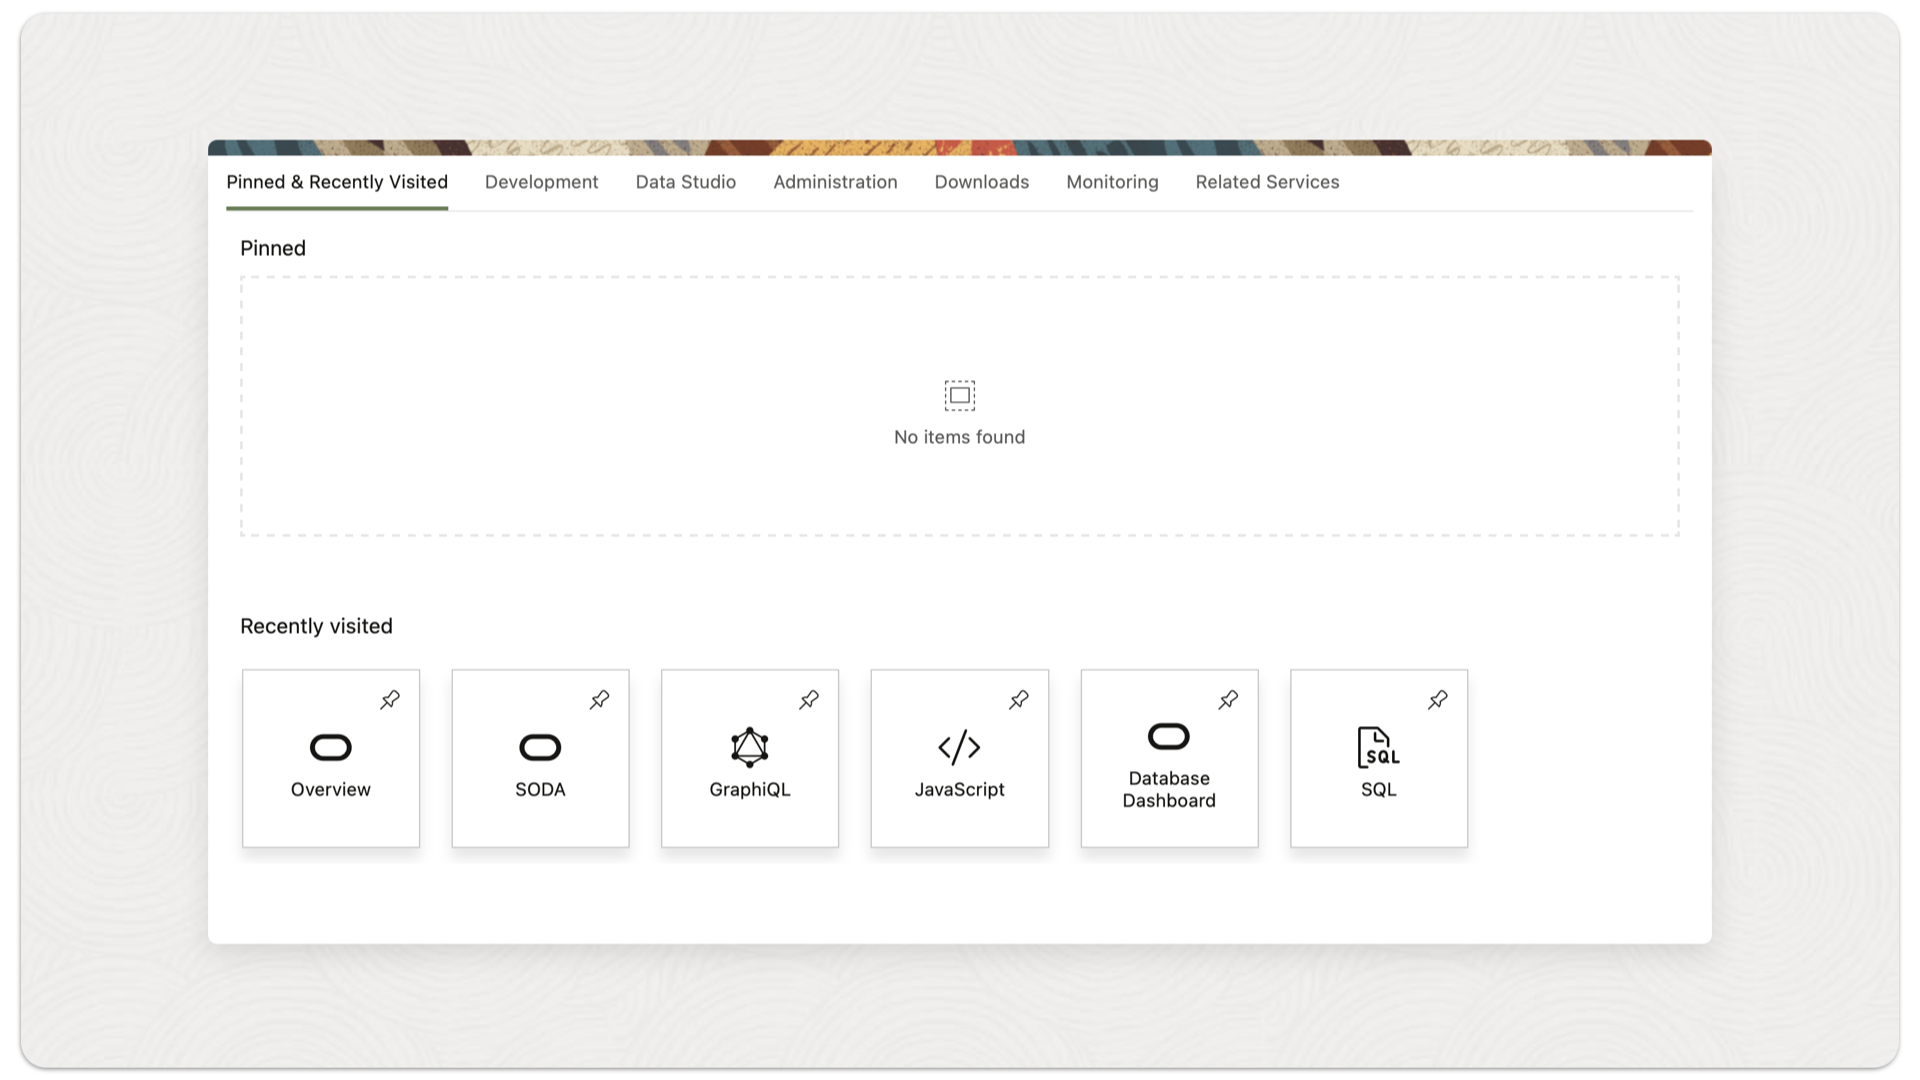 Pinned & Recently Visited Development Data Studio Administration Downloads Monitoring Related Services
Pinned
No items found
Recently visited
Overview
SODA
GraphiQL
JavaScript
Database
Dashboard
SQL
SQL